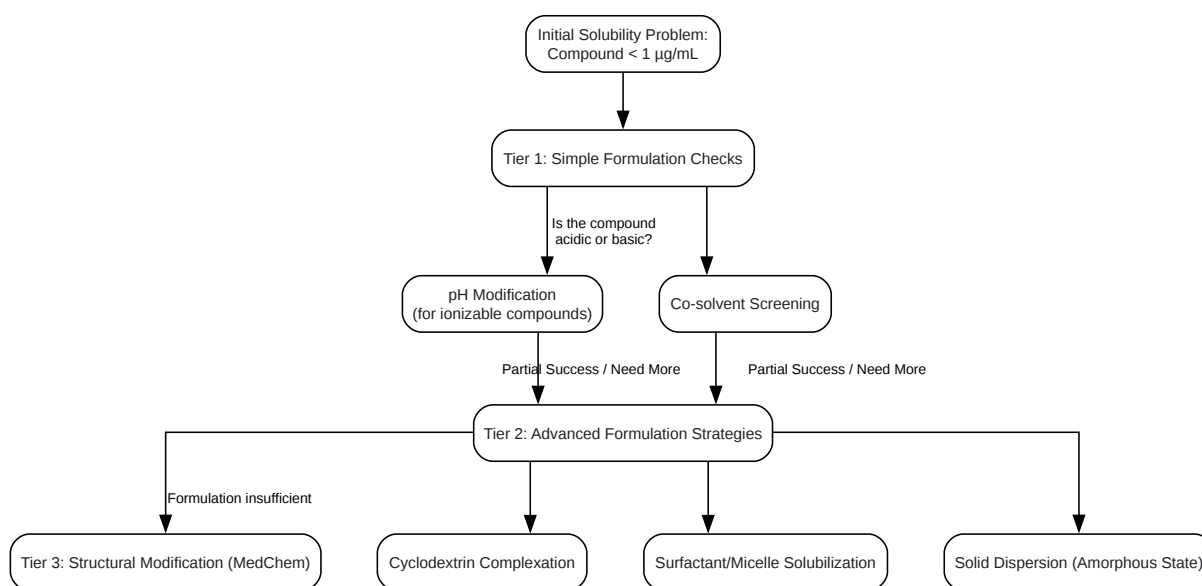 Initial Solubility Problem:
Compound < 1 µg/mL
Tier 1: Simple Formulation Checks
Is the compound
acidic or basic?
pH Modification
(for ionizable compounds)
Co-solvent Screening
Partial Success / Need More
Partial Success / Need More
Tier 2: Advanced Formulation Strategies
Formulation insufficient
Tier 3: Structural Modification (MedChem)
Cyclodextrin Complexation
Surfactant/Micelle Solubilization
Solid Dispersion (Amorphous State)